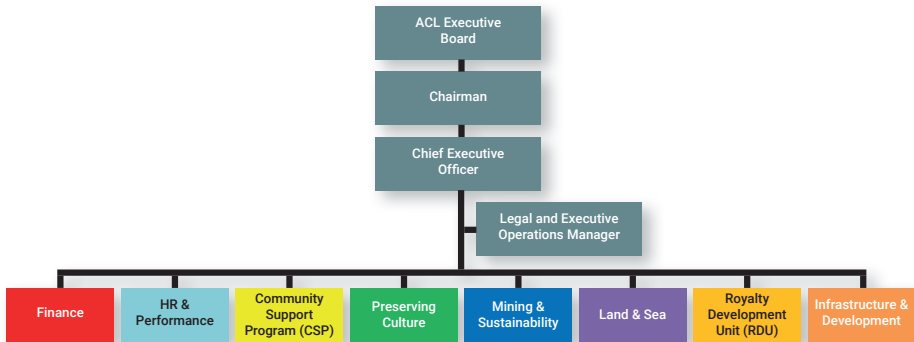 ACL Executive
Board
Chairman
Chief Executive
Officer
Legal and Executive
Operations Manager
Finance
HR &
Performance
Community
Support
Program (CSP)
Preserving
Culture
Mining &
Sustainability
Land & Sea
Royalty
Development
Unit (RDU)
Infrastructure &
Development